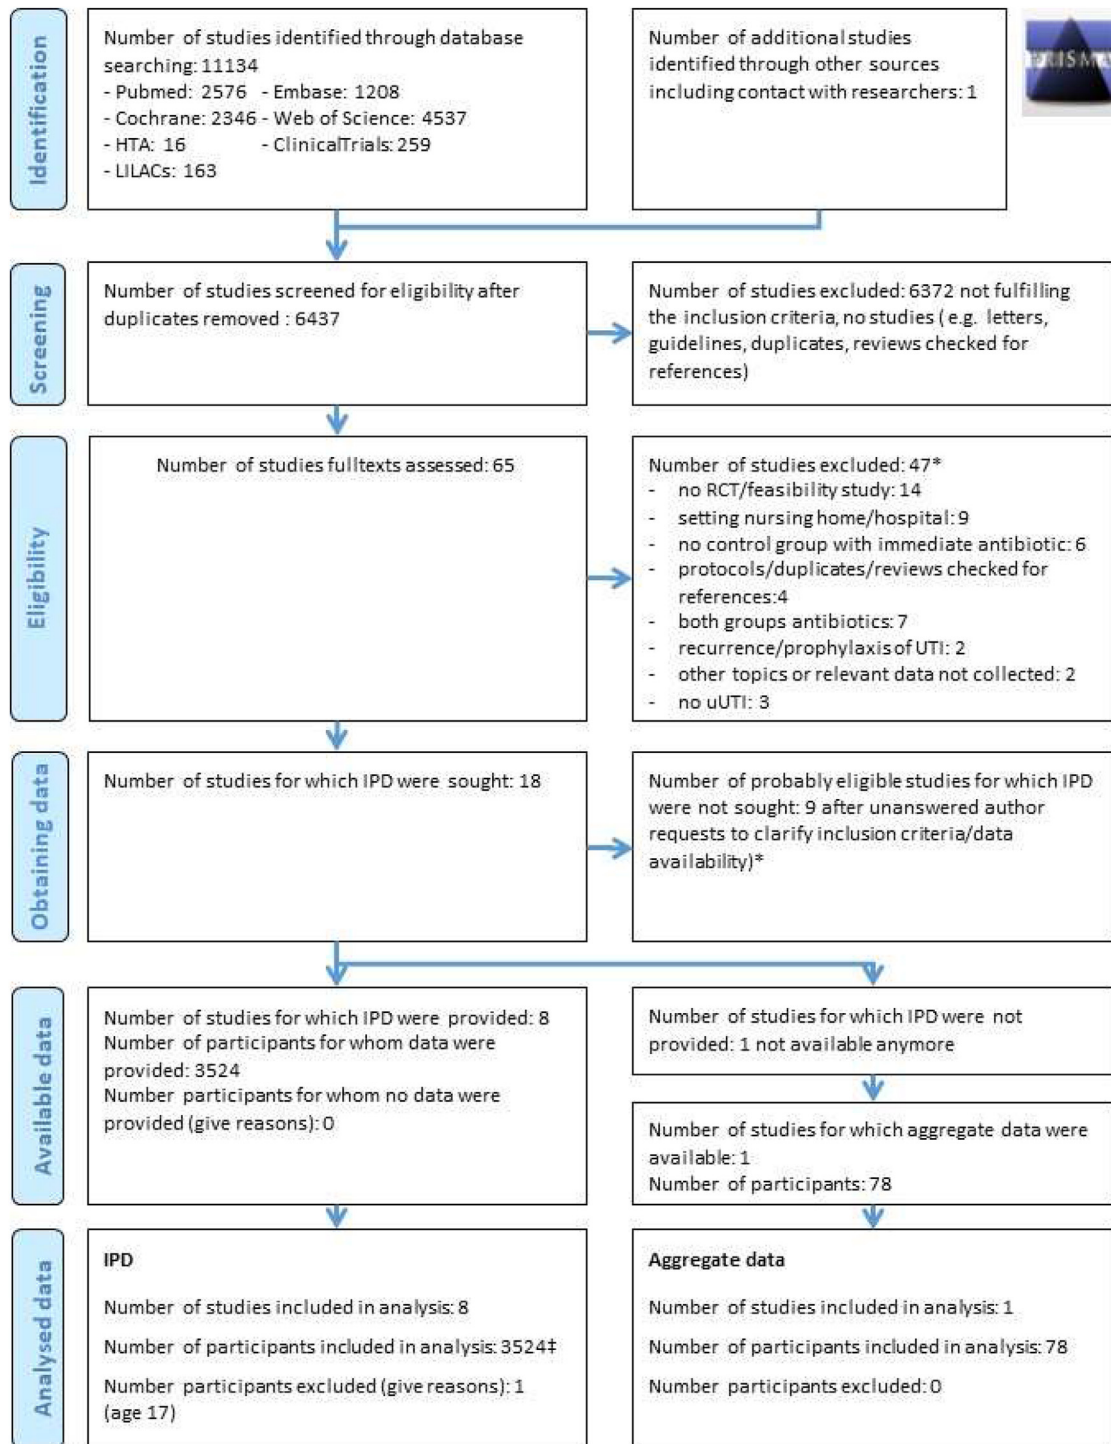 Identification
Number of studies identified through database
searching: 11134
- Pubmed: 2576 - Embase: 1208
- Cochrane: 2346 - Web of Science: 4537
- HTA: 16 - ClinicalTrials: 259
- LILACs: 163
Number of additional studies
identified through other sources
including contact with researchers: 1
PRISMA
Screening
Number of studies screened for eligibility after
duplicates removed : 6437
Number of studies excluded: 6372 not fulfilling
the inclusion criteria, no studies ( e.g. letters,
guidelines, duplicates, reviews checked for
references)
Eligibility
Number of studies fulltexts assessed: 65
Number of studies excluded: 47*
- no RCT/feasibility study: 14
- setting nursing home/hospital: 9
- no control group with immediate antibiotic: 6
- protocols/duplicates/reviews checked for
references:4
- both groups antibiotics: 7
- recurrence/prophylaxis of UTI: 2
- other topics or relevant data not collected: 2
- no uUTI: 3
Obtaining data
Number of studies for which IPD were sought: 18
Number of probably eligible studies for which IPD
were not sought: 9 after unanswered author
requests to clarify inclusion criteria/data
availability)*
Available data
Number of studies for which IPD were provided: 8
Number of participants for whom data were
provided: 3524
Number participants for whom no data were
provided (give reasons): 0
Number of studies for which IPD were not
provided: 1 not available anymore
Number of studies for which aggregate data were
available: 1
Number of participants: 78
Analysed data
IPD
Number of studies included in analysis: 8
Number of participants included in analysis: 3524‡
Number participants excluded (give reasons): 1
(age 17)
Aggregate data
Number of studies included in analysis: 1
Number of participants included in analysis: 78
Number participants excluded: 0